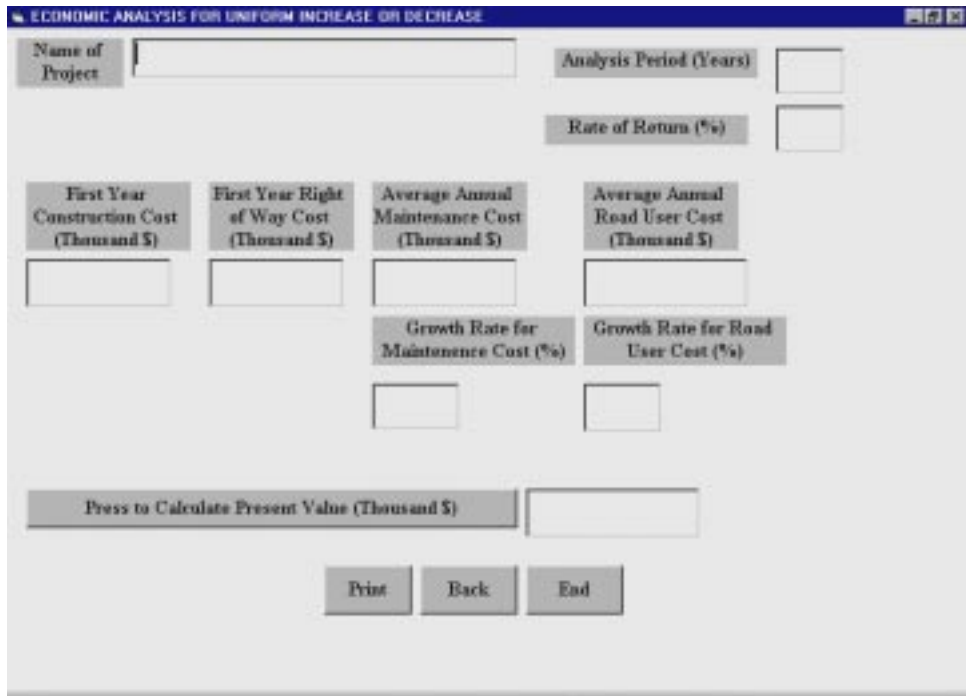 ECONOMIC ANALYSIS FOR UNIFORM INCREASE OR DECREASE
Name of
Project
Analysis Period (Years)
Rate of Return (%)
First Year
Construction Cost
(Thousand $)
First Year Right
of Way Cost
(Thousand $)
Average Annual
Maintenance Cost
(Thousand $)
Average Annual
Road User Cost
(Thousand $)
Growth Rate for
Maintenence Cost (%)
Growth Rate for Road
User Cost (%)
Press to Calculate Present Value (Thousand $)
Print
Back
End